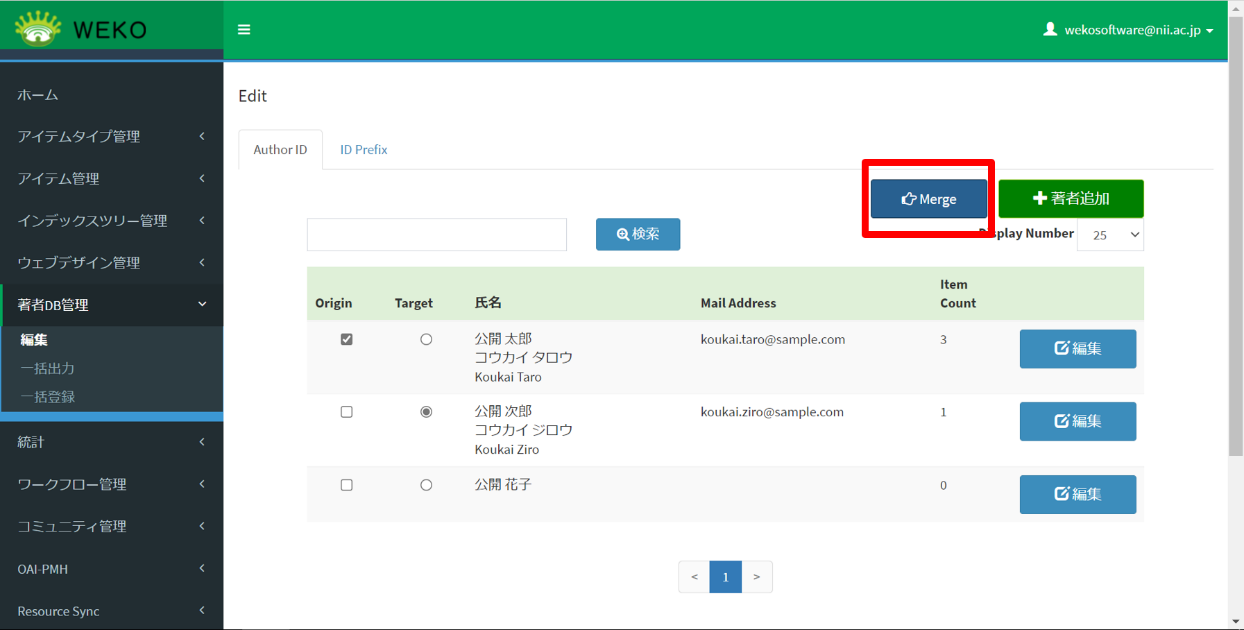 WEKO
wekosoftware@nii.ac.jp
ホーム
アイテムタイプ管理
アイテム管理
インデックスツリー管理
ウェブデザイン管理
著者DB管理
編集
一括出力
一括登録
統計
ワークフロー管理
コミュニティ管理
OAI-PMH
Resource Sync
Edit
Author ID
ID Prefix
Merge
著者追加
検索
Display Number
25
Origin
Target
氏名
Mail Address
Item
Count
公開 太郎
コウカイ タロウ
Koukai Taro
koukai.taro@sample.com
3
編集
公開 次郎
コウカイ ジロウ
Koukai Ziro
koukai.ziro@sample.com
1
編集
公開 花子
0
編集
< 1 >